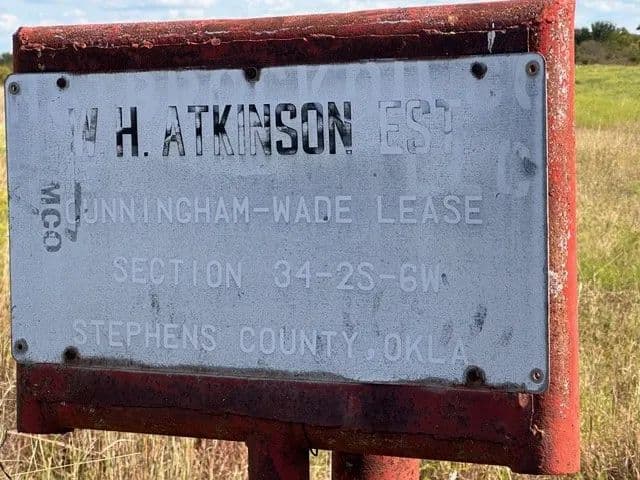 W.H. ATKINSON EST
MCO
CUNNINGHAM-WADE LEASE
SECTION 34-2S-6W
STEPHENS COUNTY, OKLA